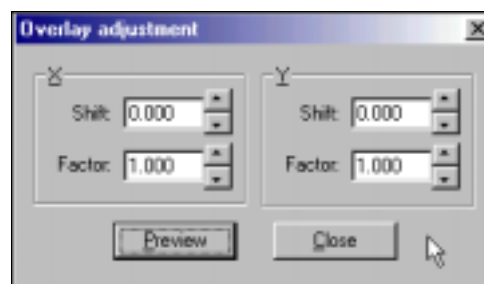 Overlay adjustment
X Y
Shift: 0.000 Shift: 0.000
Factor: 1.000 Factor: 1.000
Preview Close